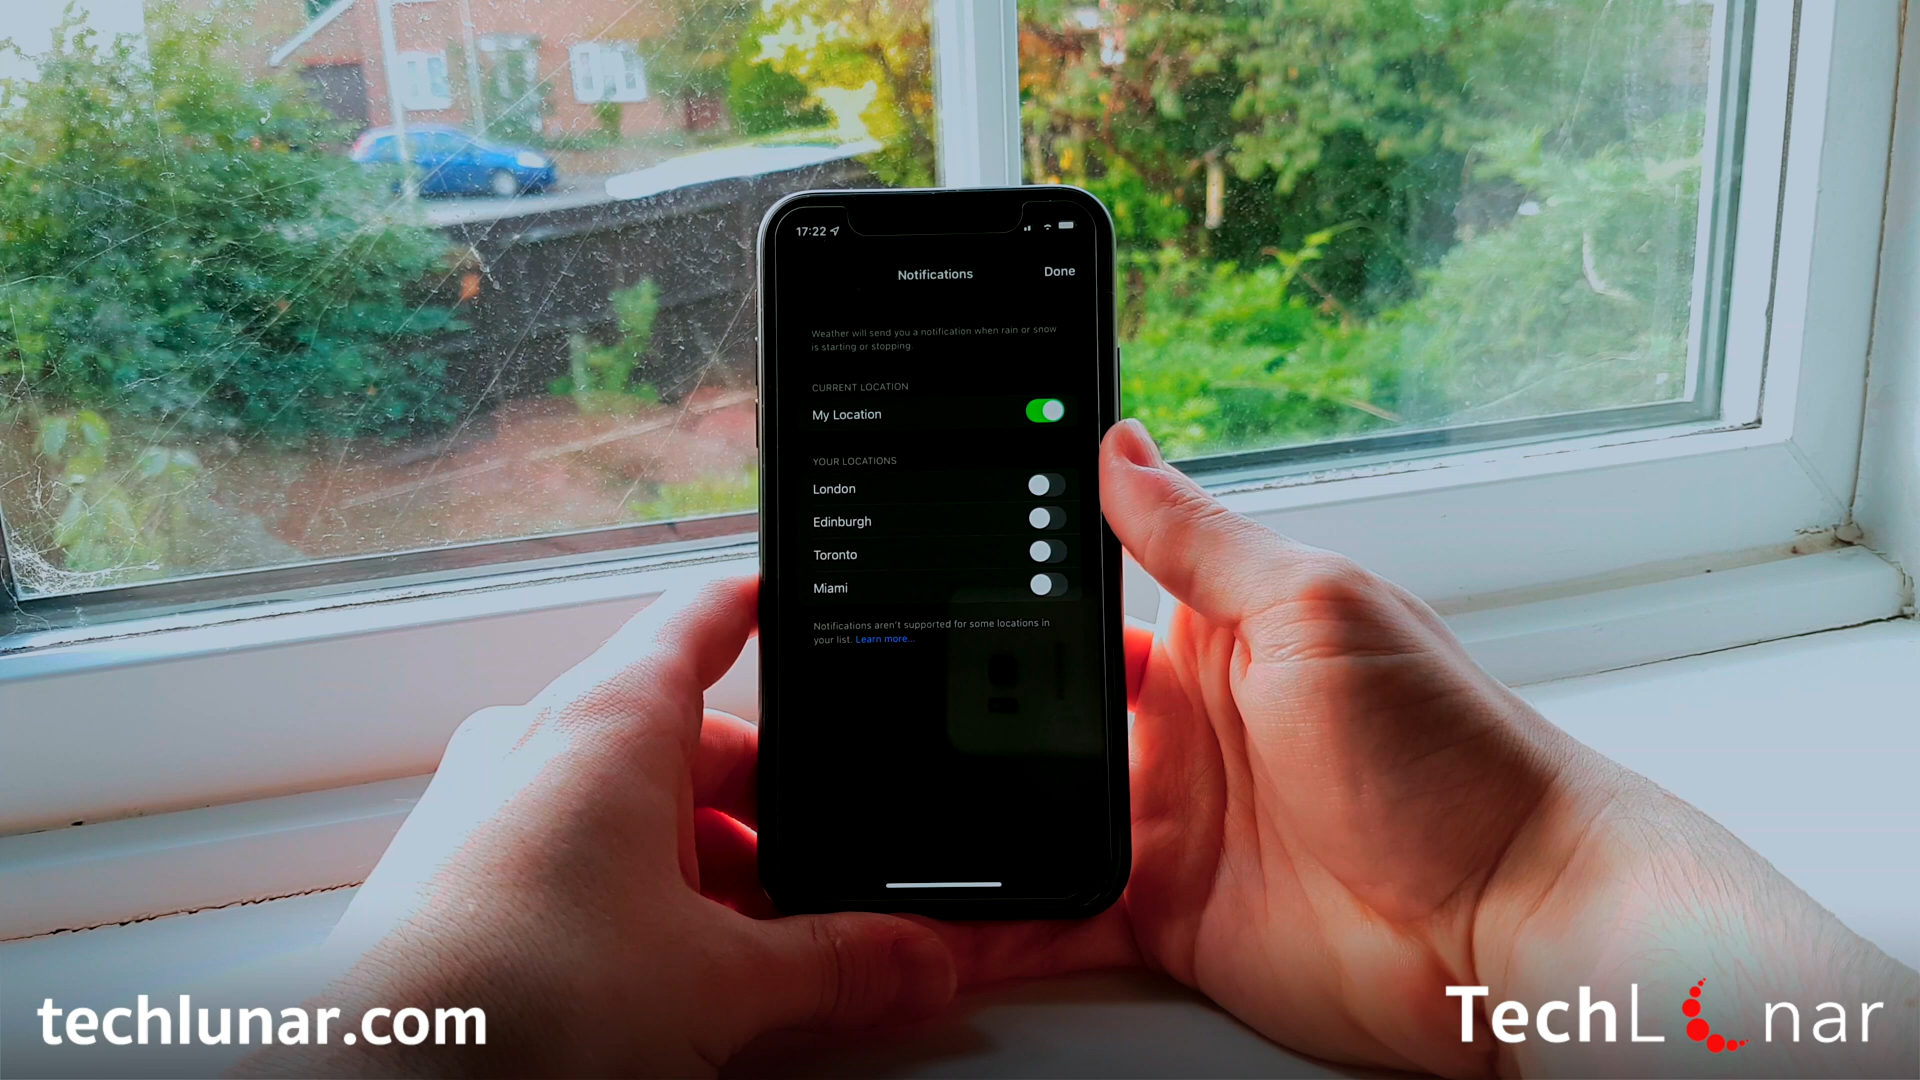 17:22
Notifications
Done
Weather will send you a notification when rain or snow
is starting or stopping.
CURRENT LOCATION
My Location
YOUR LOCATIONS
London
Edinburgh
Toronto
Miami
Notifications aren't supported for some locations in
your list. Learn more...
techlunar.com
TechLunar